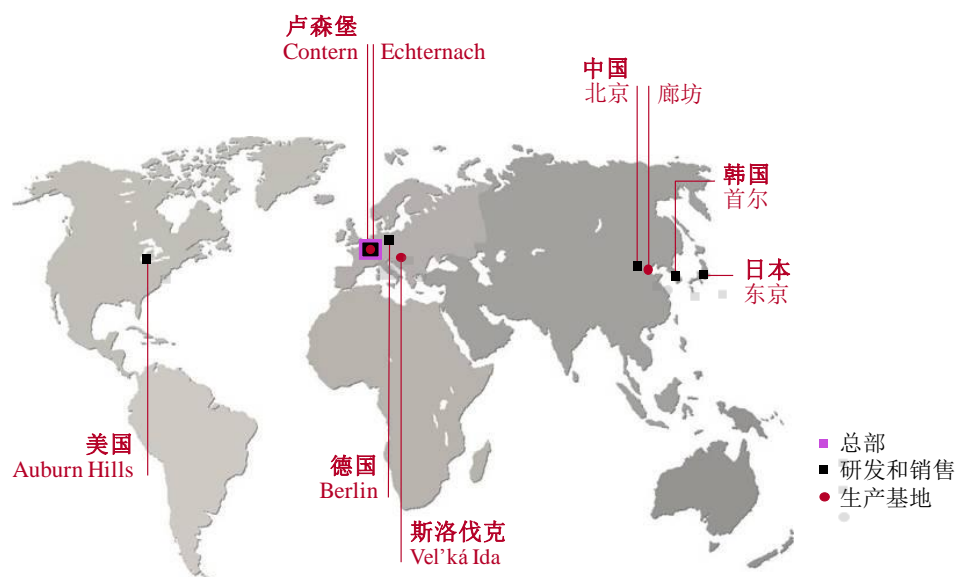 卢森堡
Contern
Echternach
中国
北京
廊坊
韩国
首尔
日本
东京
美国
Auburn Hills
德国
Berlin
斯洛伐克
Vel’ká Ida
总部
研发和销售
生产基地